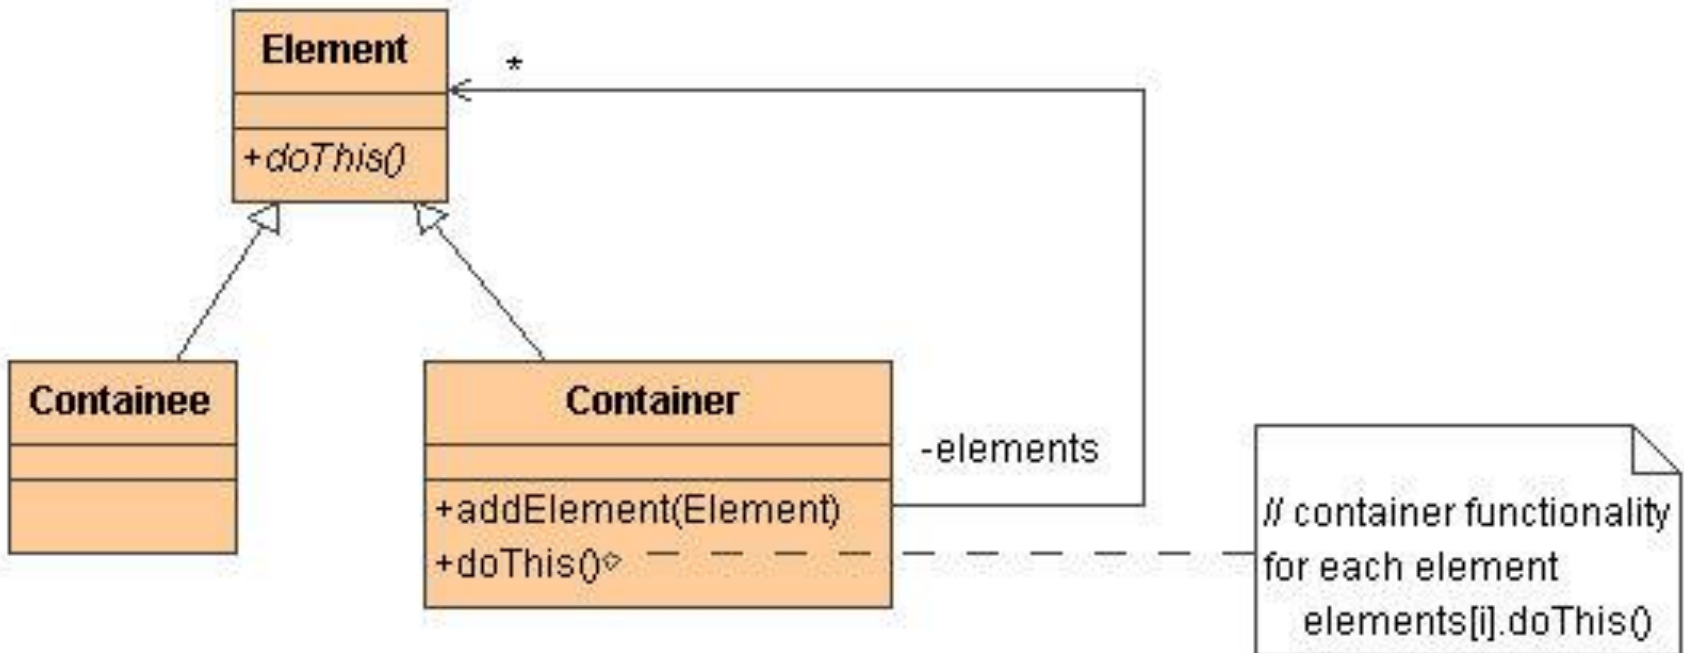 Element
*
+doThis()
Containee
Container
-elements
+addElement(Element)
+doThis()
// container functionality
for each element
elements[i].doThis()